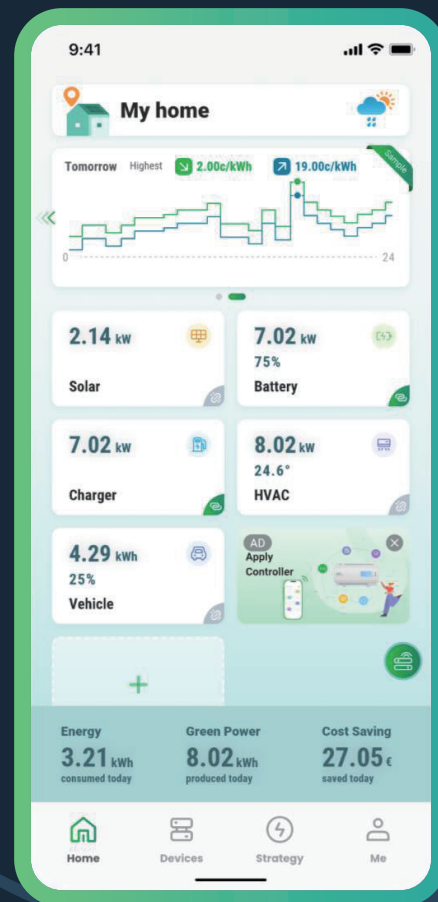 9:41
My home
Tomorrow Highest 2.00c/kWh 19.00c/kWh
Sample
0 24
2.14 kW
Solar
7.02 kW
75%
Battery
7.02 kW
Charger
8.02 kW
24.6°
HVAC
4.29 kWh
25%
Vehicle
AD
Apply
Controller
+
Energy
3.21 kWh
consumed today
Green Power
8.02 kWh
produced today
Cost Saving
27.05 €
saved today
Home Devices Strategy Me